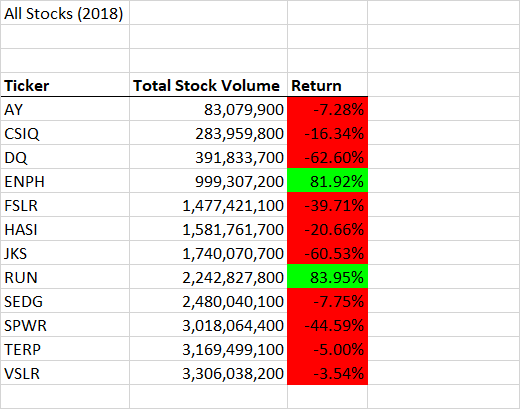 All Stocks (2018)
Ticker Total Stock Volume Return
AY 83,079,900 -7.28%
CSIQ 283,959,800 -16.34%
DQ 391,833,700 -62.60%
ENPH 999,307,200 81.92%
FSLR 1,477,421,100 -39.71%
HASI 1,581,761,700 -20.66%
JKS 1,740,070,700 -60.53%
RUN 2,242,827,800 83.95%
SEDG 2,480,040,100 -7.75%
SPWR 3,018,064,400 -44.59%
TERP 3,169,499,100 -5.00%
VSLR 3,306,038,200 -3.54%